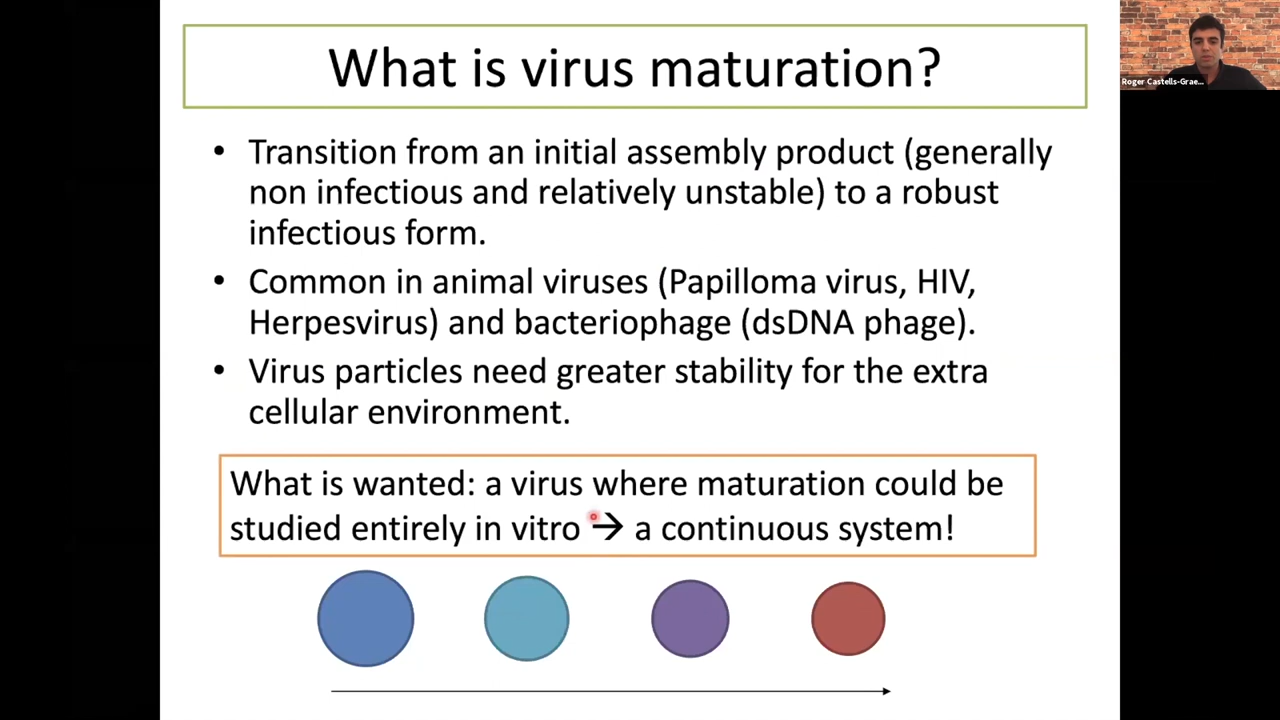 What is virus maturation?
• Transition from an initial assembly product (generally
non infectious and relatively unstable) to a robust
infectious form.
• Common in animal viruses (Papilloma virus, HIV,
Herpesvirus) and bacteriophage (dsDNA phage).
• Virus particles need greater stability for the extra
cellular environment.
What is wanted: a virus where maturation could be
studied entirely in vitro → a continuous system!
Roger Castells-Grae...